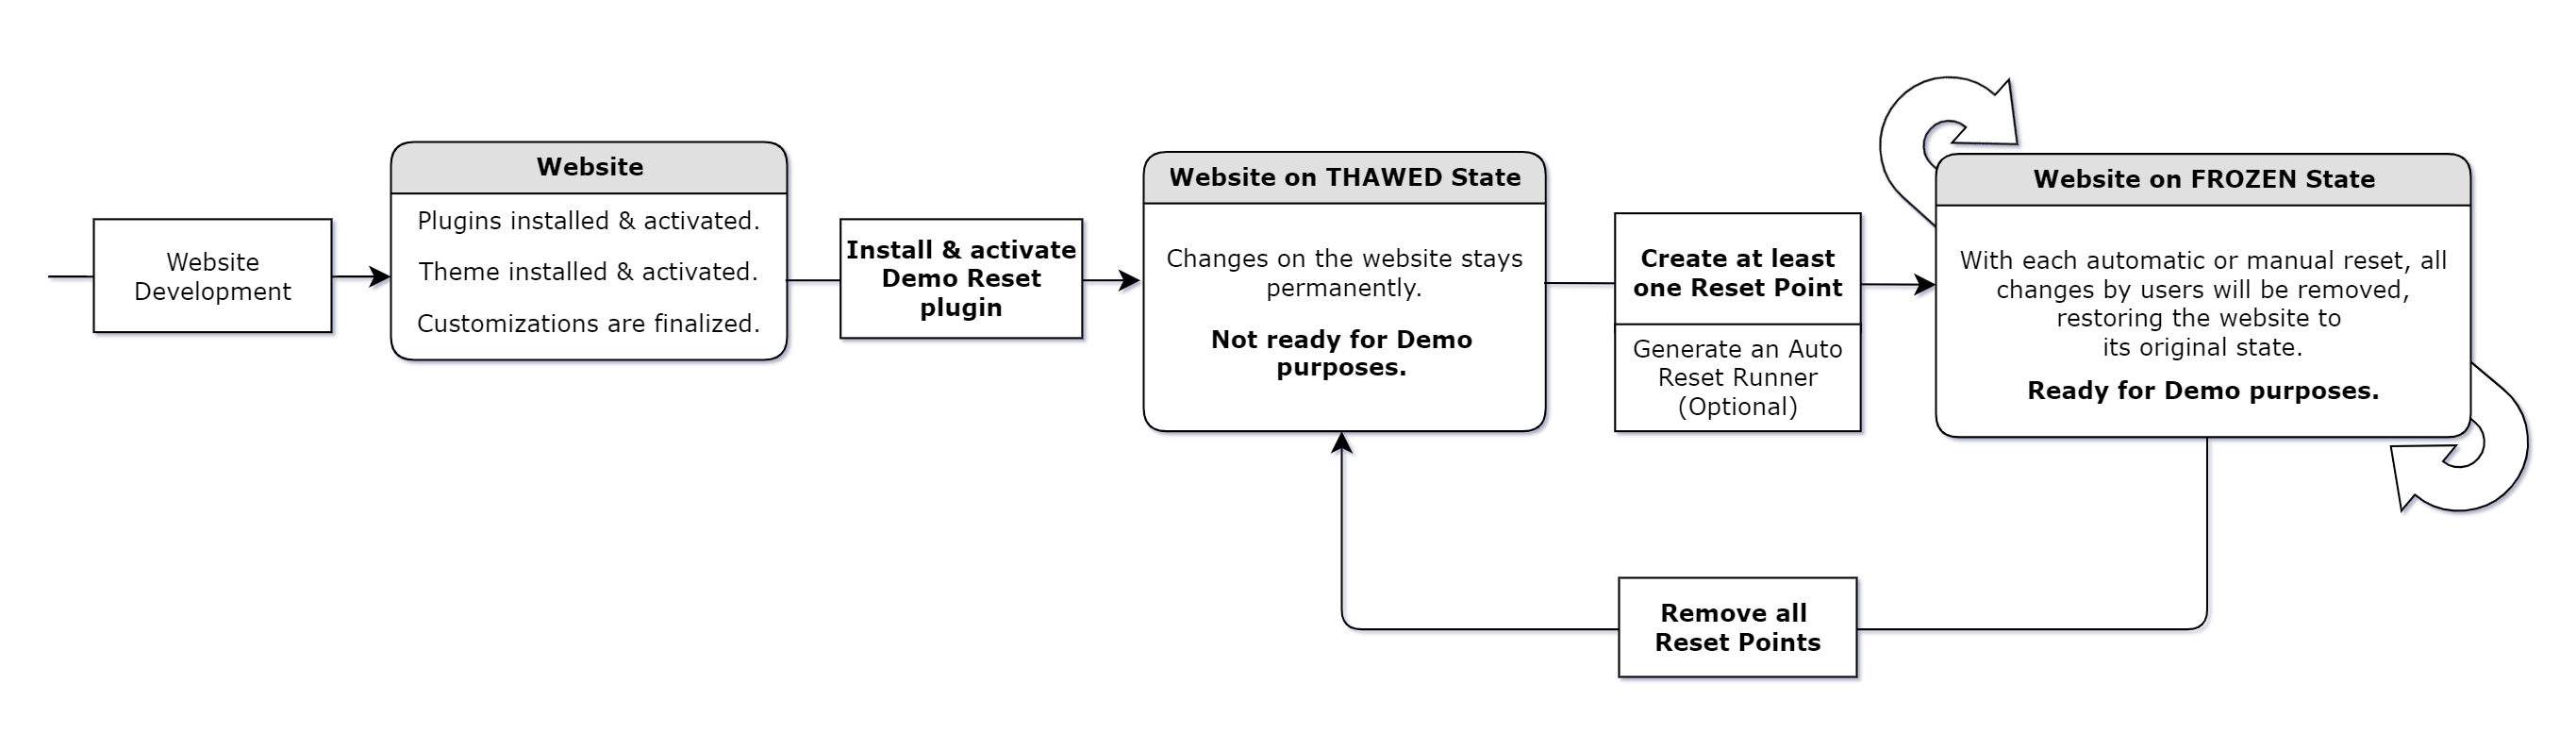 Website
Development
Website
Plugins installed & activated.
Theme installed & activated.
Customizations are finalized.
Install & activate
Demo Reset
plugin
Website on THAWED State
Changes on the website stays
permanently.
Not ready for Demo
purposes.
Create at least
one Reset Point
Generate an Auto
Reset Runner
(Optional)
Website on FROZEN State
With each automatic or manual reset, all
changes by users will be removed,
restoring the website to
its original state.
Ready for Demo purposes.
Remove all
Reset Points